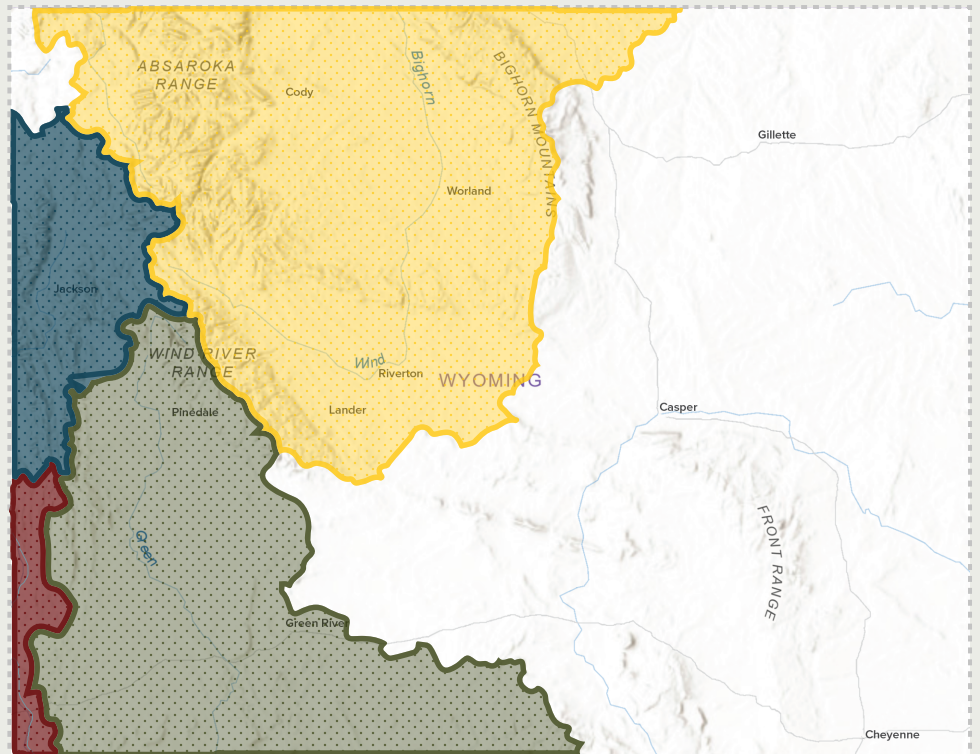 ABSAROKA
RANGE
Cody
Bighorn
BIGHORN MOUNTAINS
Gillette
Worland
Jackson
WIND RIVER
RANGE
Wind
Riverton
WYOMING
Pinedale
Lander
Casper
Green
FRONT RANGE
Green River
Cheyenne